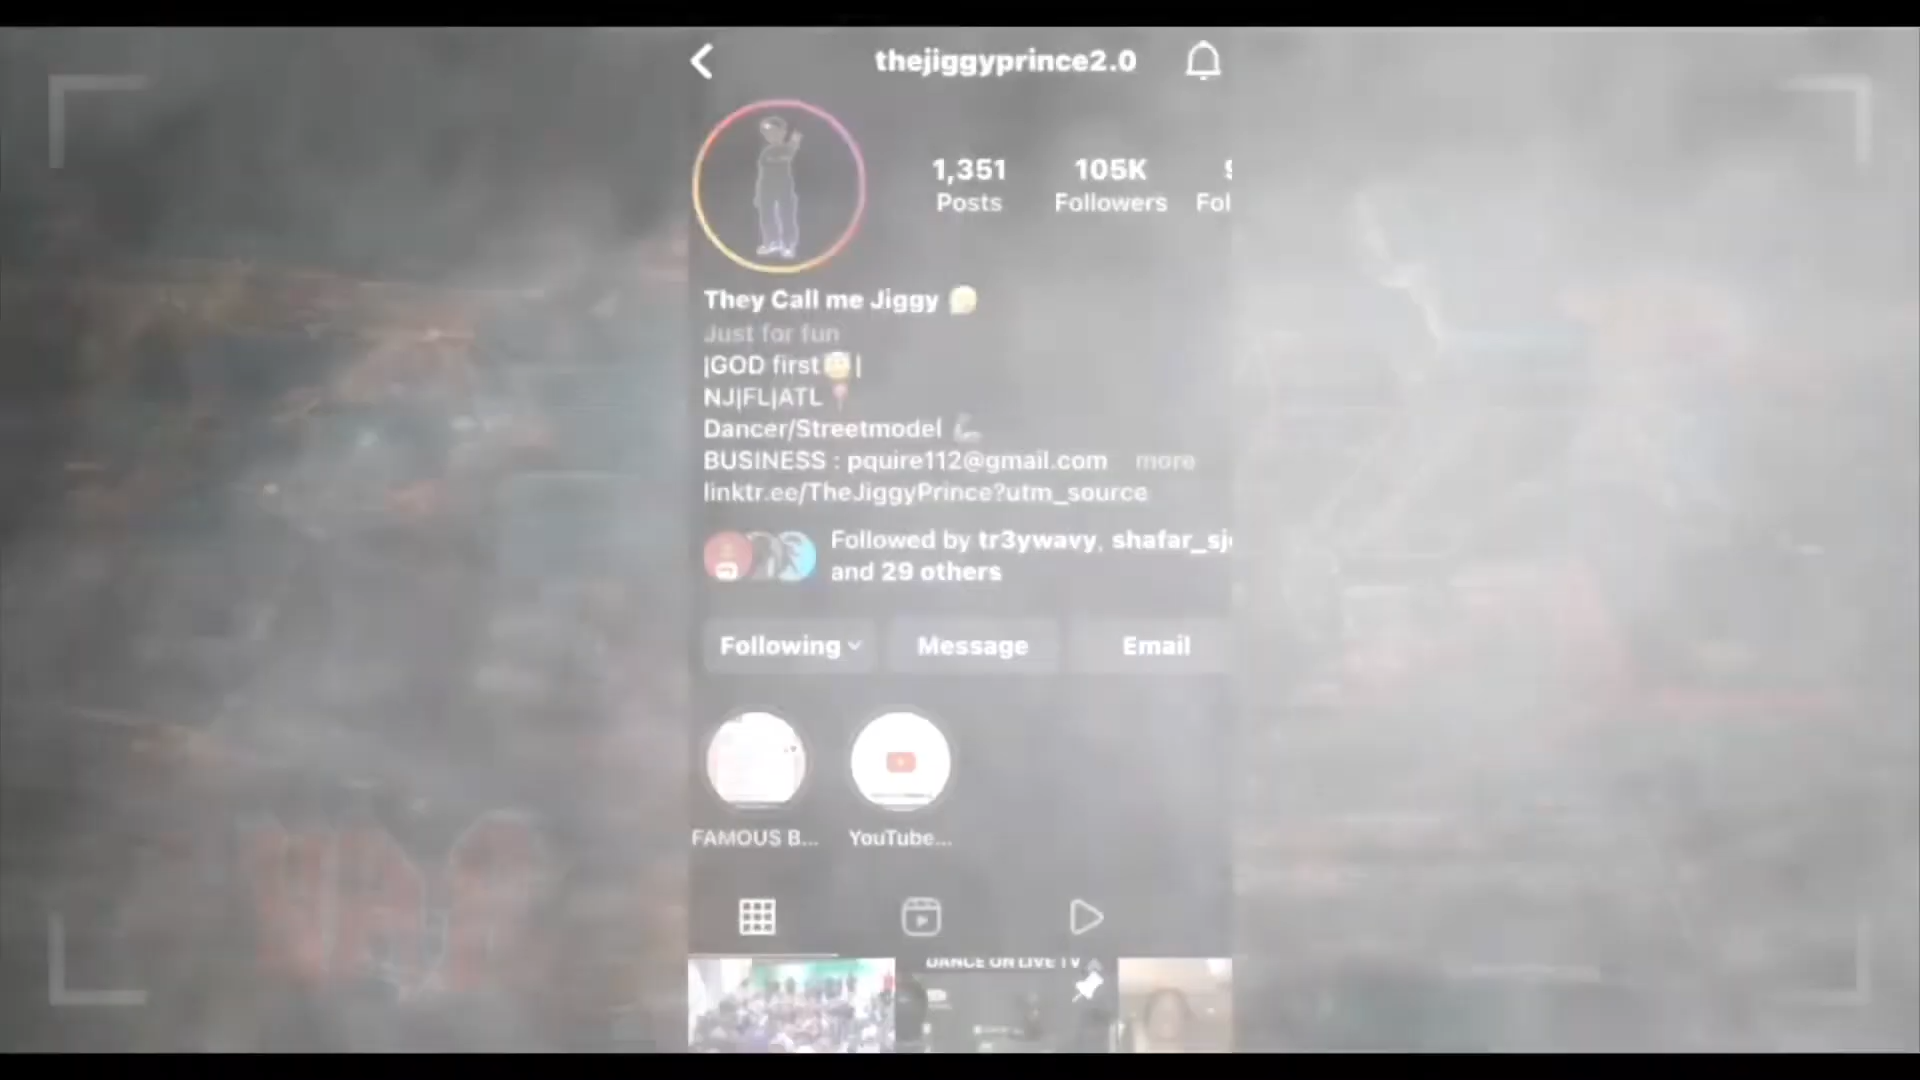 thejiggyprince2.0
1,351
105K
Posts
Followers
Fol
They Call me Jiggy
Just for fun
|GOD first |
NJ|FL|ATL
Dancer/Streetmodel
BUSINESS : pquire112@gmail.com more
linktr.ee/TheJiggyPrince?utm_source
Followed by tr3ywavy, shafar_sj
and 29 others
Following
Message
Email
FAMOUS B...
YouTube...
DANCE ON LIVE TV